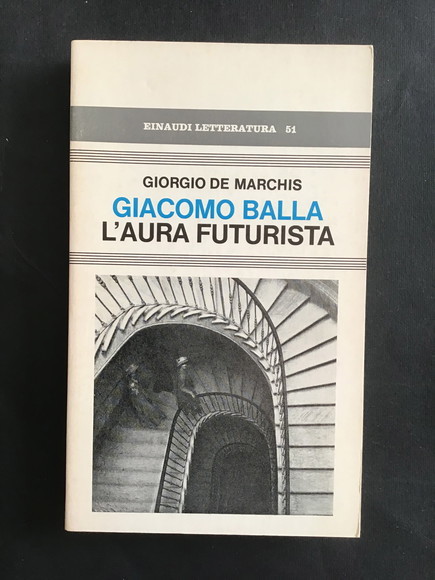 EINAUDI LETTERATURA 51
GIORGIO DE MARCHIS
GIACOMO BALLA
L'AURA FUTURISTA